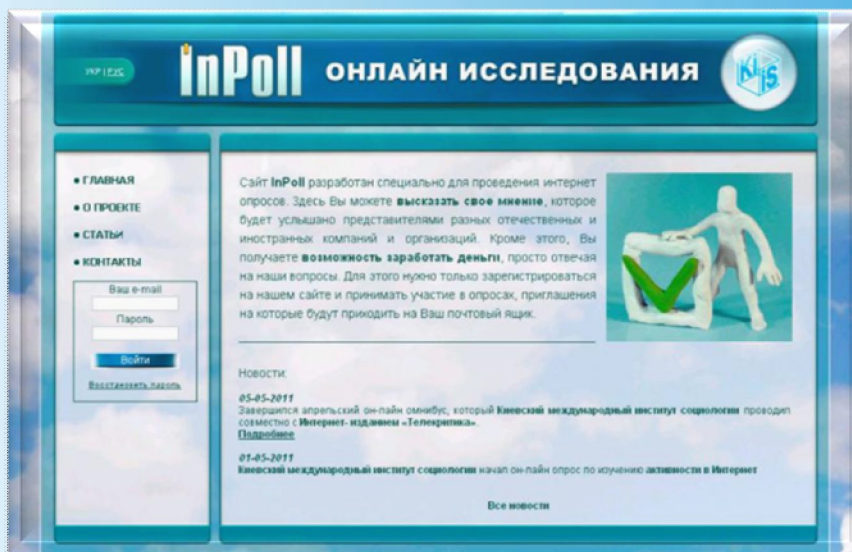 УКР | РУС
inPoll ОНЛАЙН ИССЛЕДОВАНИЯ
KIiS
• ГЛАВНАЯ
• О ПРОЕКТЕ
• СТАТЬИ
• КОНТАКТЫ
Ваш e-mail
Пароль
Войти
Восстановить пароль
Сайт InPoll разработан специально для проведения интернет
опросов. Здесь Вы можете высказать свое мнение, которое
будет услышано представителями разных отечественных и
иностранных компаний и организаций. Кроме этого, Вы
получаете возможность заработать деньги, просто отвечая
на наши вопросы. Для этого нужно только зарегистрироваться
на нашем сайте и принимать участие в опросах, приглашения
на которые будут приходить на Ваш почтовый ящик.
Новости:
05-05-2011
Завершился апрельский он-лайн омнибус, который Киевский международный институт социологии проводил
совместно с Интернет- изданием «Телекритика».
Подробнее
01-05-2011
Киевский международный институт социологии начал он-лайн опрос по изучению активности в Интернет
Все новости